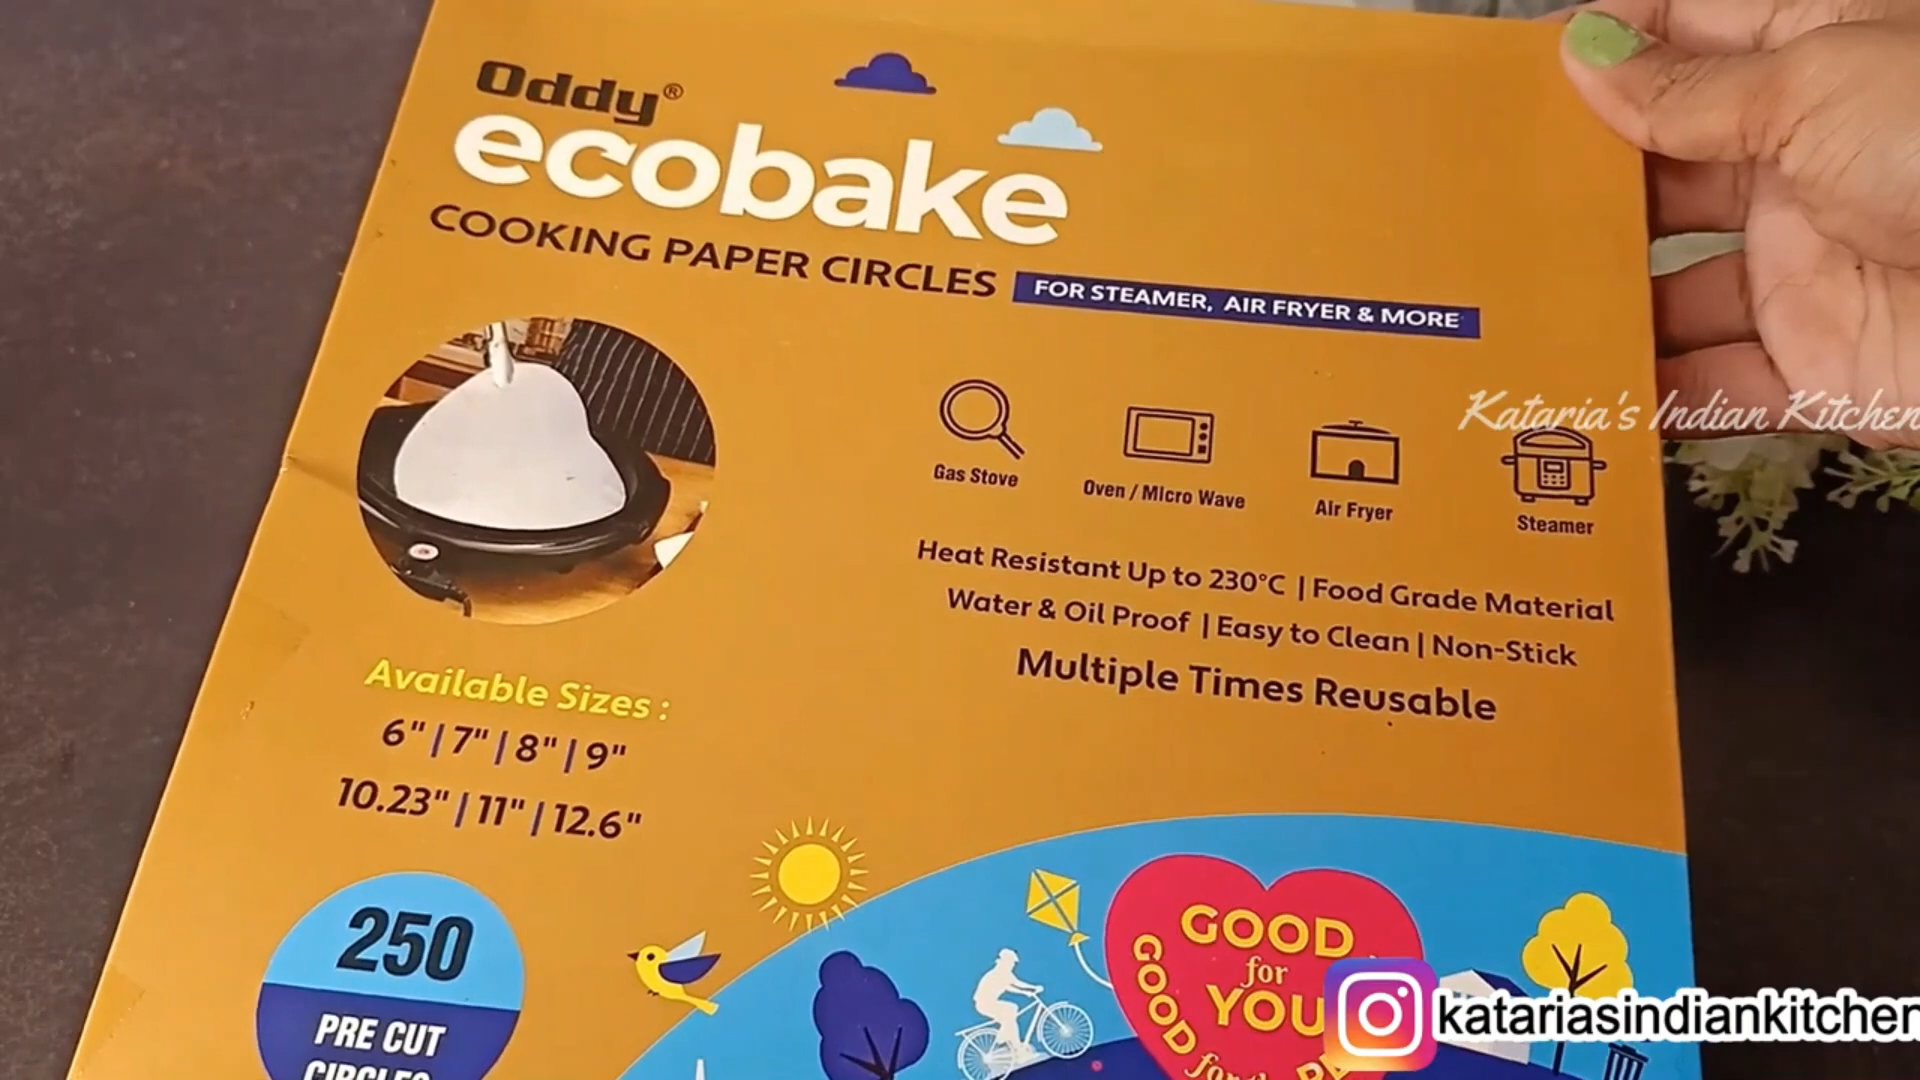 Oddy®
ecobake
COOKING PAPER CIRCLES
FOR STEAMER, AIR FRYER & MORE
Kataria's Indian Kitchen
Gas Stove
Oven / Micro Wave
Air Fryer
Steamer
Heat Resistant Up to 230°C | Food Grade Material
Water & Oil Proof | Easy to Clean | Non-Stick
Multiple Times Reusable
Available Sizes :
6" | 7" | 8" | 9"
10.23" | 11" | 12.6"
250
PRE CUT
CIRCLES
GOOD
for
YOU
GOOD
for
katariasindiankitchen